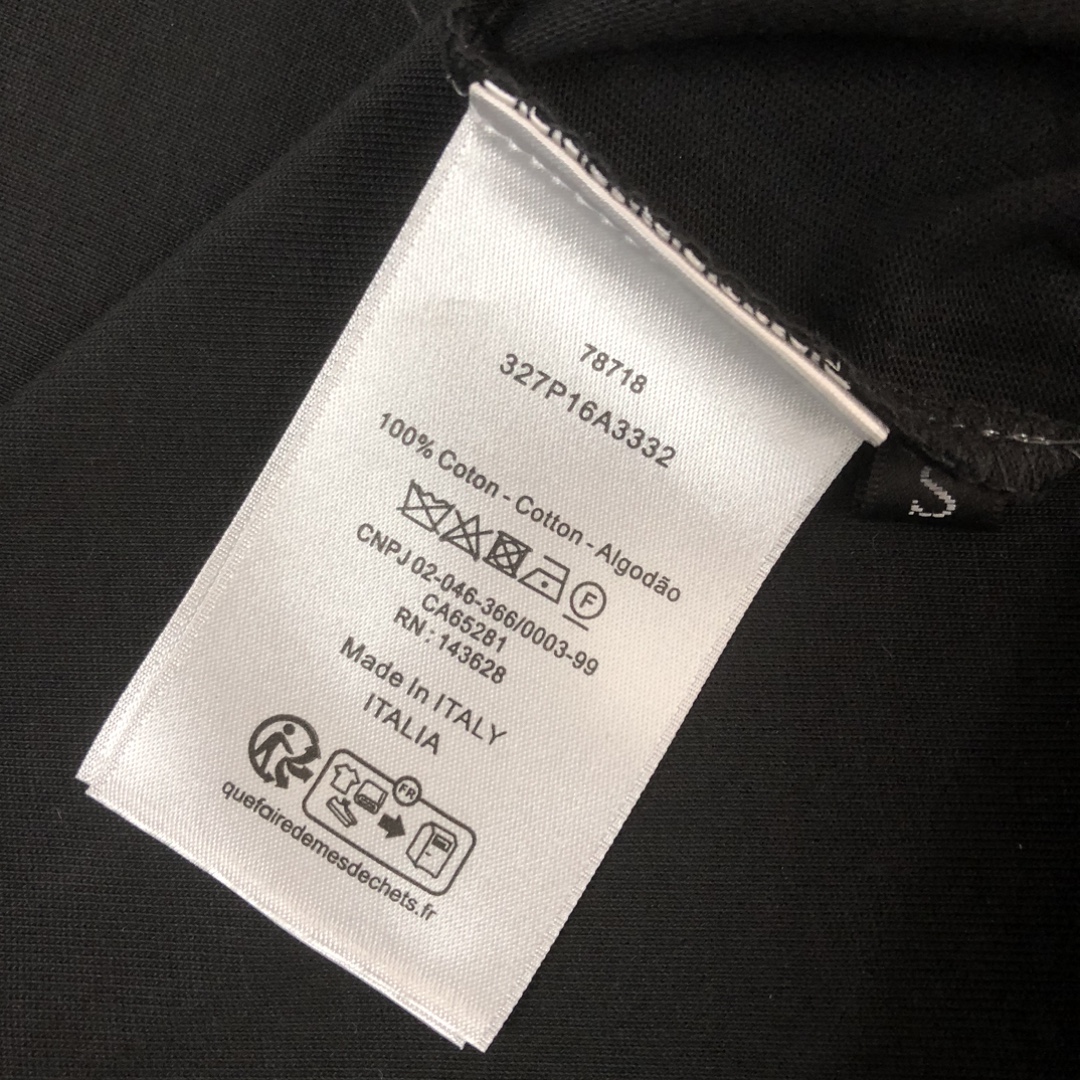 78718
327P16A3332
100% Coton - Cotton - Algodão
F
CNPJ 02-046-366/0003-99
CA65281
RN : 143628
Made In ITALY
ITALIA
FR
quefairedemesdechets.fr
S